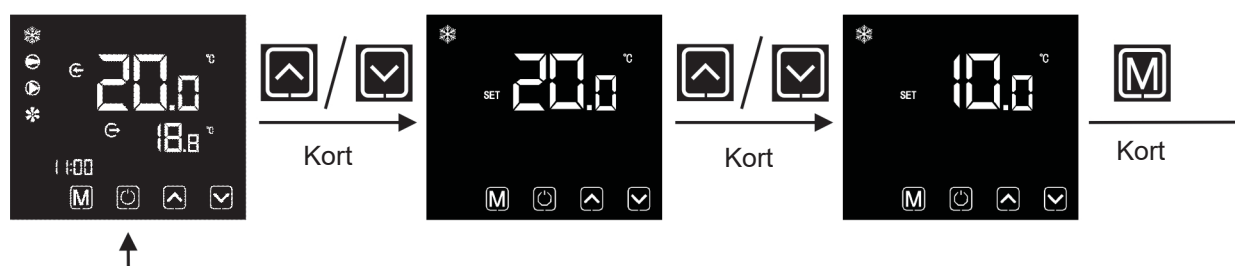 20.0 °C
18.8 °C
11:00
M
Kort
SET 20.0 °C
M
Kort
SET 10.0 °C
M
M
Kort